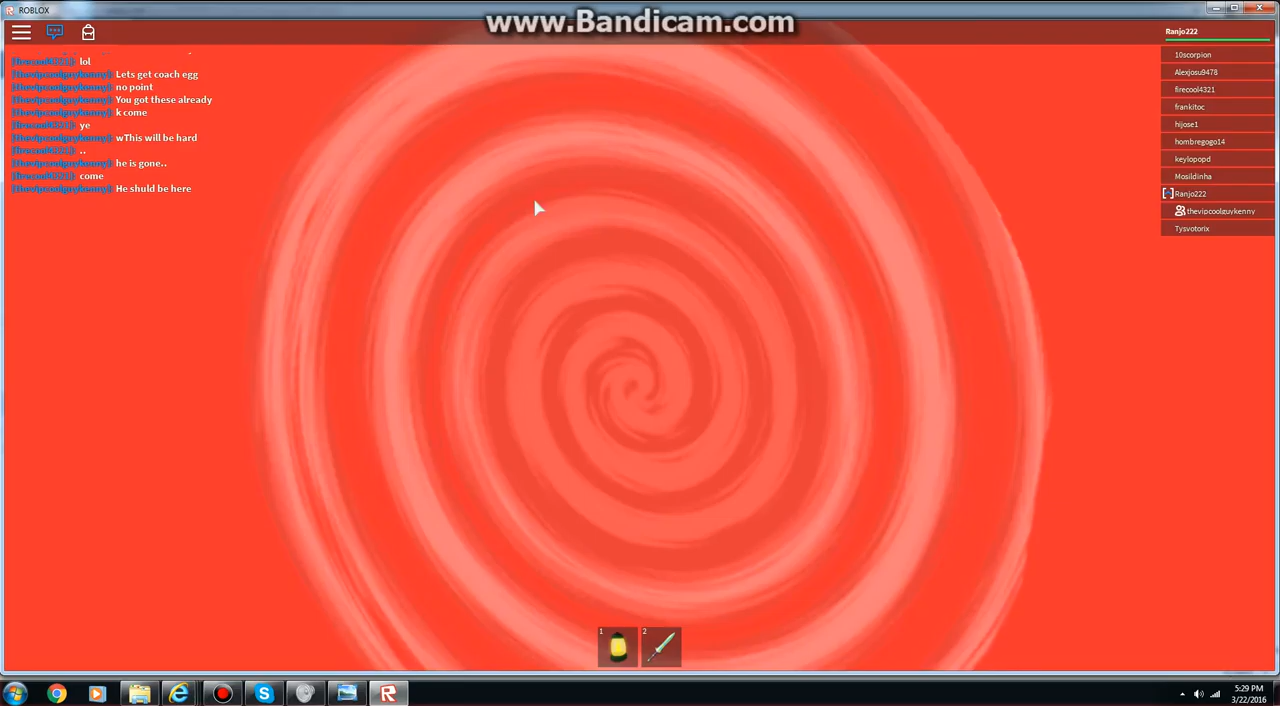 ROBLOX
www.Bandicam.com
Ranjo222
lol
Lets get coach egg
no point
You got these already
k come
ye
wThis will be hard
..
he is gone..
come
He shuld be here
10scorpion
Alexjosu9478
firecool4321
frankitoc
hijose1
hombregogo14
keylopopd
Mosildinha
Ranjo222
thevipcoolguykenny
Tysvotorix
1
2
5:29 PM
3/22/2016